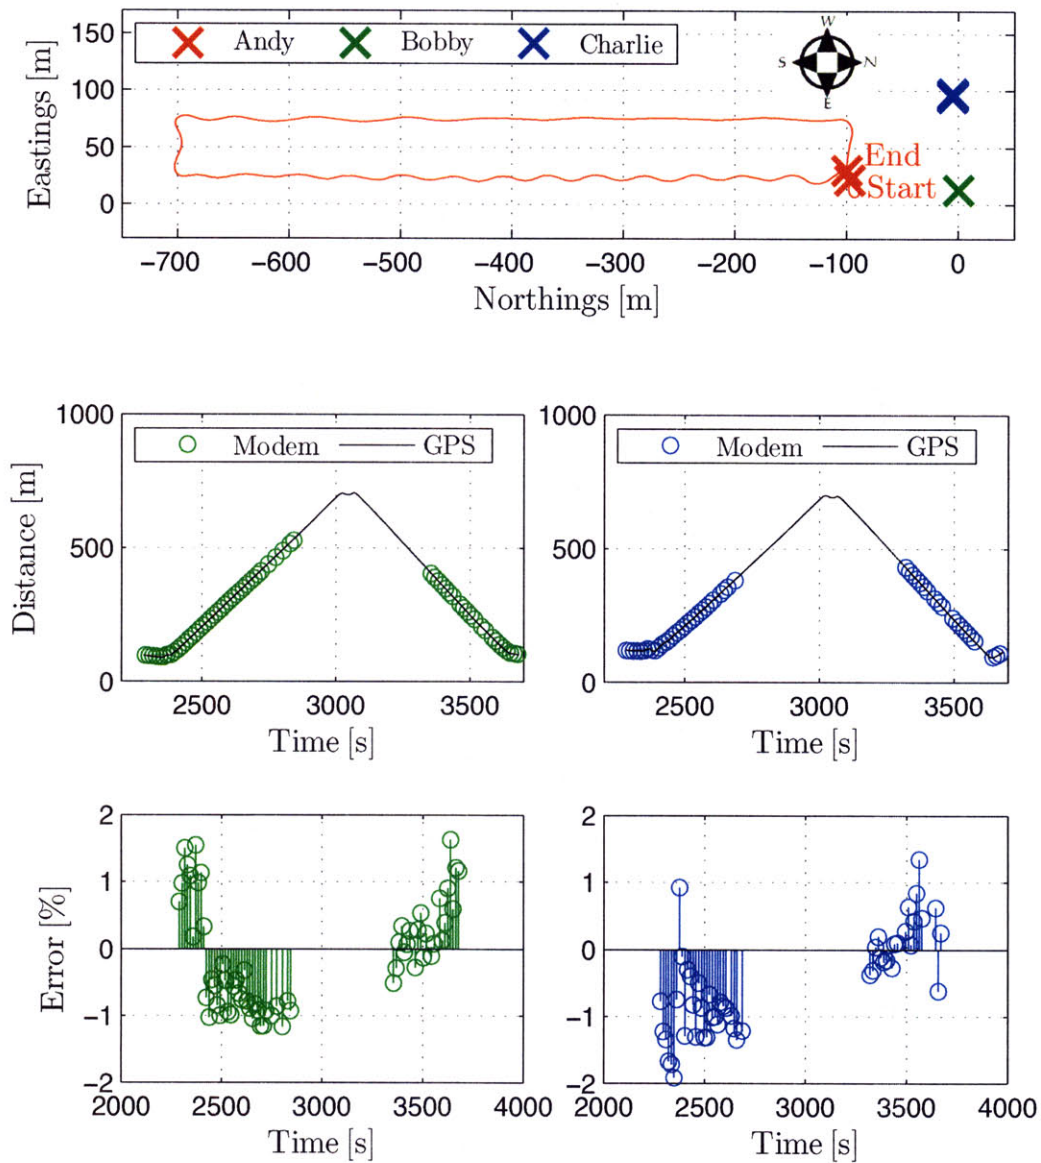 150
100
50
0
Eastings [m]
Andy Bobby Charlie
W
S N
E
End
Start
−700 −600 −500 −400 −300 −200 −100 0
Northings [m]
1000
500
0
Distance [m]
Modem GPS
2500 3000 3500
Time [s]
1000
500
0
Modem GPS
2500 3000 3500
Time [s]
2
1
0
−1
−2
Error [%]
2000 2500 3000 3500 4000
Time [s]
2
1
0
−1
−2
2000 2500 3000 3500 4000
Time [s]